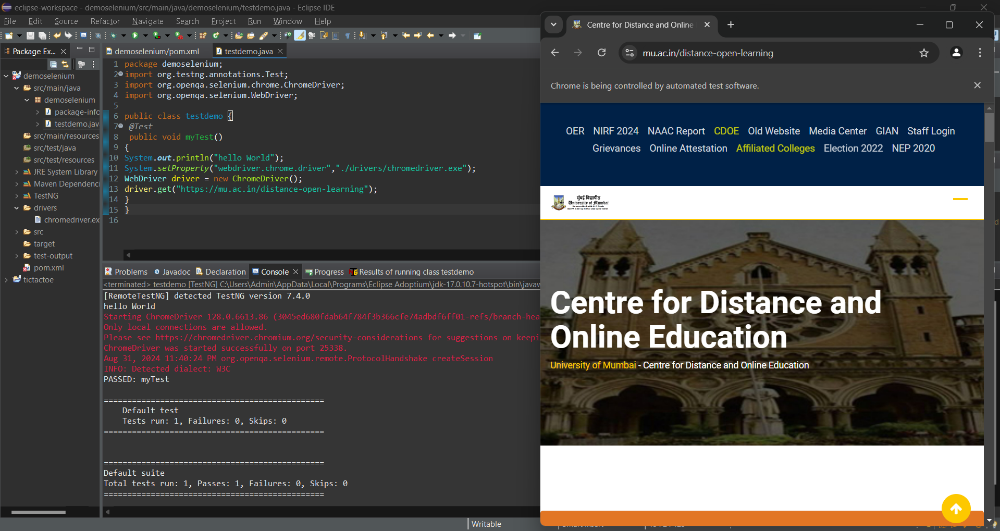 eclipse-workspace - demoselenium/src/main/java/demoselenium/testdemo.java - Eclipse IDE
File Edit Source Refactor Navigate Search Project Run Window Help
Package Ex...
demoselenium
src/main/java
demoselenium
package-info
testdemo.jav
src/main/resources
src/test/java
src/test/resources
JRE System Library
Maven Dependenci
TestNG
drivers
chromedriver.ex
src
target
test-output
pom.xml
tictactoe
demoselenium/pom.xml testdemo.java
1 package demoselenium;
2 import org.testng.annotations.Test;
3 import org.openqa.selenium.chrome.ChromeDriver;
4 import org.openqa.selenium.WebDriver;
5
6 public class testdemo {
7 @Test
8 public void myTest()
9 {
10 System.out.println("hello World");
11 System.setProperty("webdriver.chrome.driver","./drivers/chromedriver.exe");
12 WebDriver driver = new ChromeDriver();
13 driver.get("https://mu.ac.in/distance-open-learning");
14 }
15 }
16
Problems Javadoc Declaration Console Progress Results of running class testdemo
<terminated> testdemo [TestNG] C:\Users\Admin\AppData\Local\Programs\Eclipse Adoptium\jdk-17.0.10.7-hotspot\bin\javaw
[RemoteTestNG] detected TestNG version 7.4.0
hello World
Starting ChromeDriver 128.0.6613.86 (3045ed680fdab64f784f3b366cfe74adbdf6ff01-refs/branch-hea
Only local connections are allowed.
Please see https://chromedriver.chromium.org/security-considerations for suggestions on keepi
ChromeDriver was started successfully on port 25338.
Aug 31, 2024 11:40:24 PM org.openqa.selenium.remote.ProtocolHandshake createSession
INFO: Detected dialect: W3C
PASSED: myTest
===============================================
Default test
Tests run: 1, Failures: 0, Skips: 0
===============================================
===============================================
Default suite
Total tests run: 1, Passes: 1, Failures: 0, Skips: 0
===============================================
Writable
Centre for Distance and Online
mu.ac.in/distance-open-learning
Chrome is being controlled by automated test software.
OER NIRF 2024 NAAC Report CDOE Old Website Media Center GIAN Staff Login
Grievances Online Attestation Affiliated Colleges Election 2022 NEP 2020
मुंबई विद्यापीठ
University of Mumbai
Centre for Distance and
Online Education
University of Mumbai - Centre for Distance and Online Education